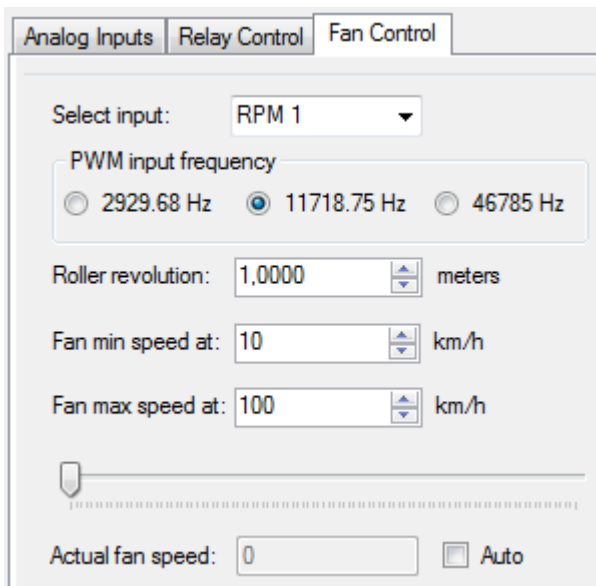 Analog Inputs Relay Control Fan Control
Select input: RPM 1
PWM input frequency
2929.68 Hz 11718.75 Hz 46785 Hz
Roller revolution: 1,0000 meters
Fan min speed at: 10 km/h
Fan max speed at: 100 km/h
Actual fan speed: 0 Auto